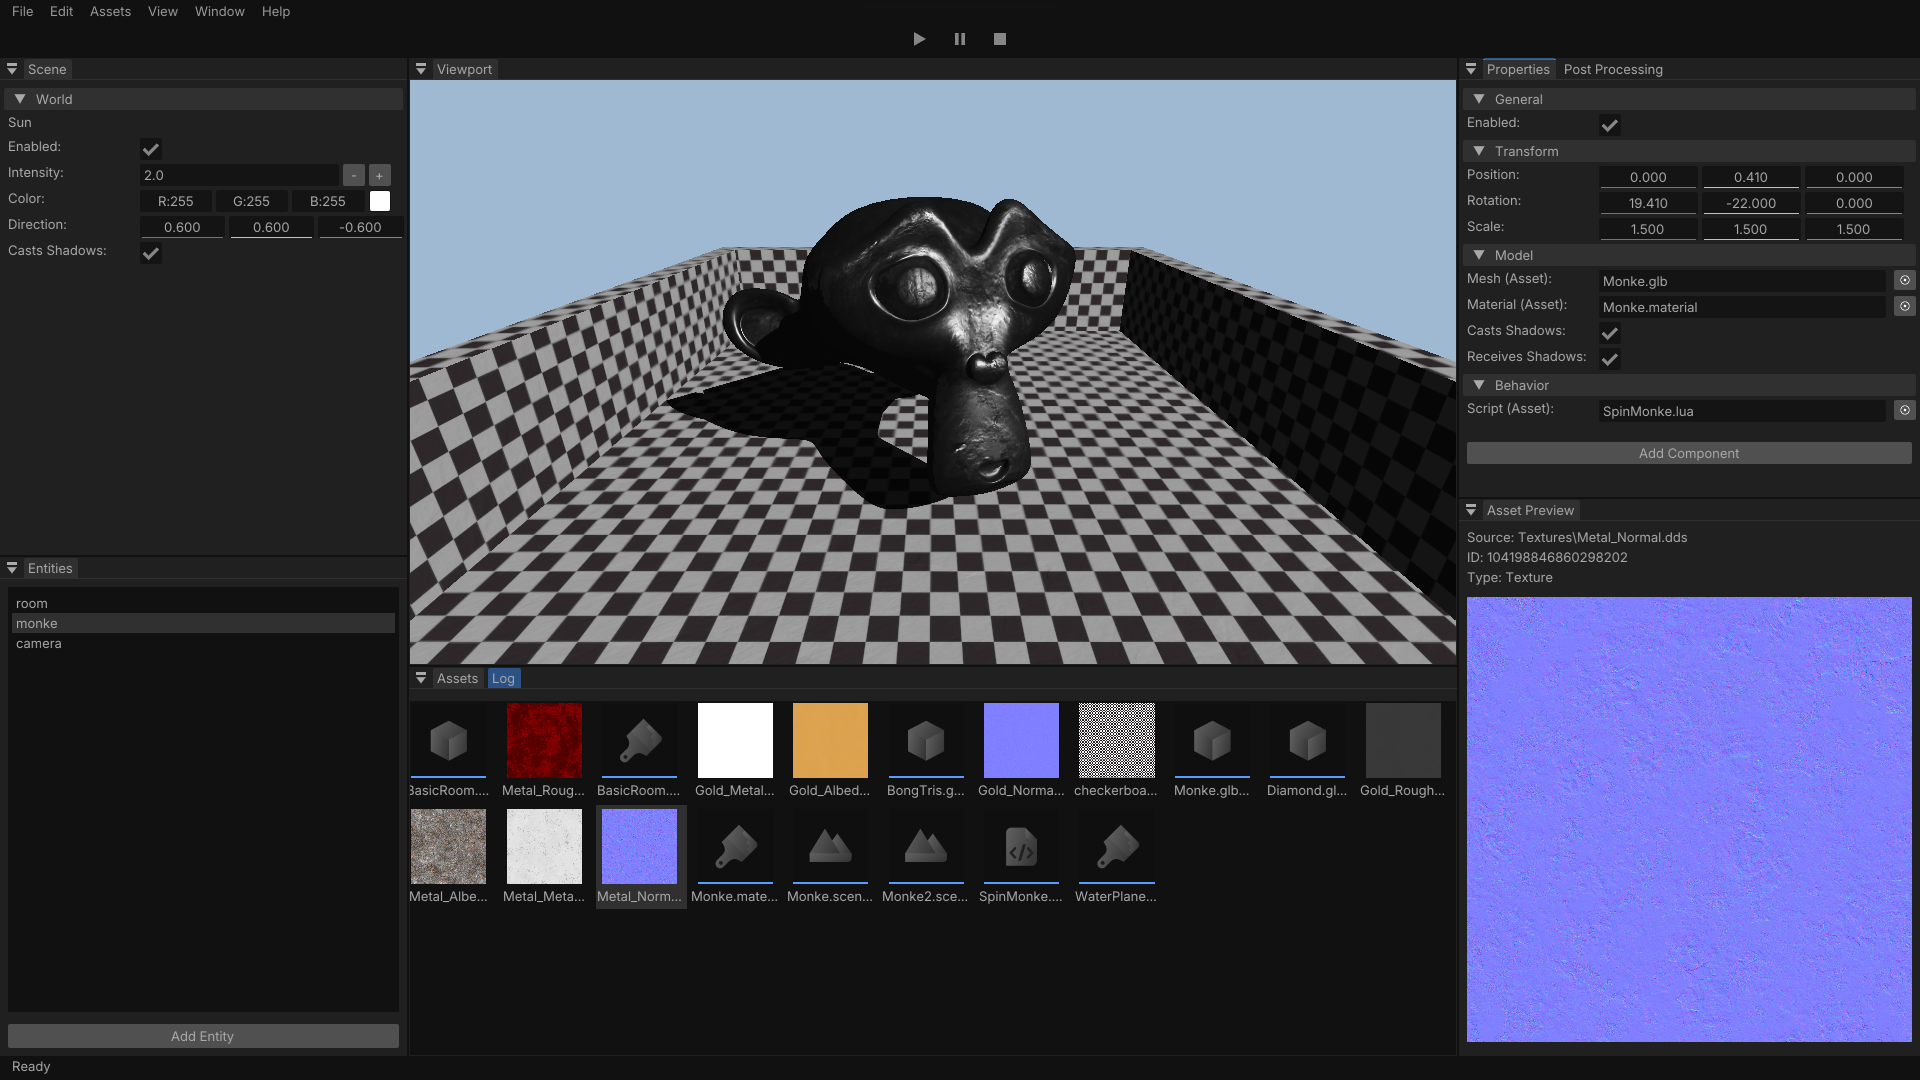 File Edit Assets View Window Help
Scene
World
Sun
Enabled:
Intensity: 2.0 - +
Color: R:255 G:255 B:255
Direction: 0.600 0.600 -0.600
Casts Shadows:
Entities
room
monke
camera
Add Entity
Ready
Viewport
Assets Log
BasicRoom.... Metal_Roug... BasicRoom.... Gold_Metal... Gold_Albed... BongTris.g... Gold_Norma... checkerboa... Monke.glb... Diamond.gl... Gold_Rough...
Metal_Albe... Metal_Meta... Metal_Norm... Monke.mate... Monke.scen... Monke2.sce... SpinMonke.... WaterPlane...
Properties Post Processing
General
Enabled:
Transform
Position: 0.000 0.410 0.000
Rotation: 19.410 -22.000 0.000
Scale: 1.500 1.500 1.500
Model
Mesh (Asset): Monke.glb
Material (Asset): Monke.material
Casts Shadows:
Receives Shadows:
Behavior
Script (Asset): SpinMonke.lua
Add Component
Asset Preview
Source: Textures\Metal_Normal.dds
ID: 104198846860298202
Type: Texture